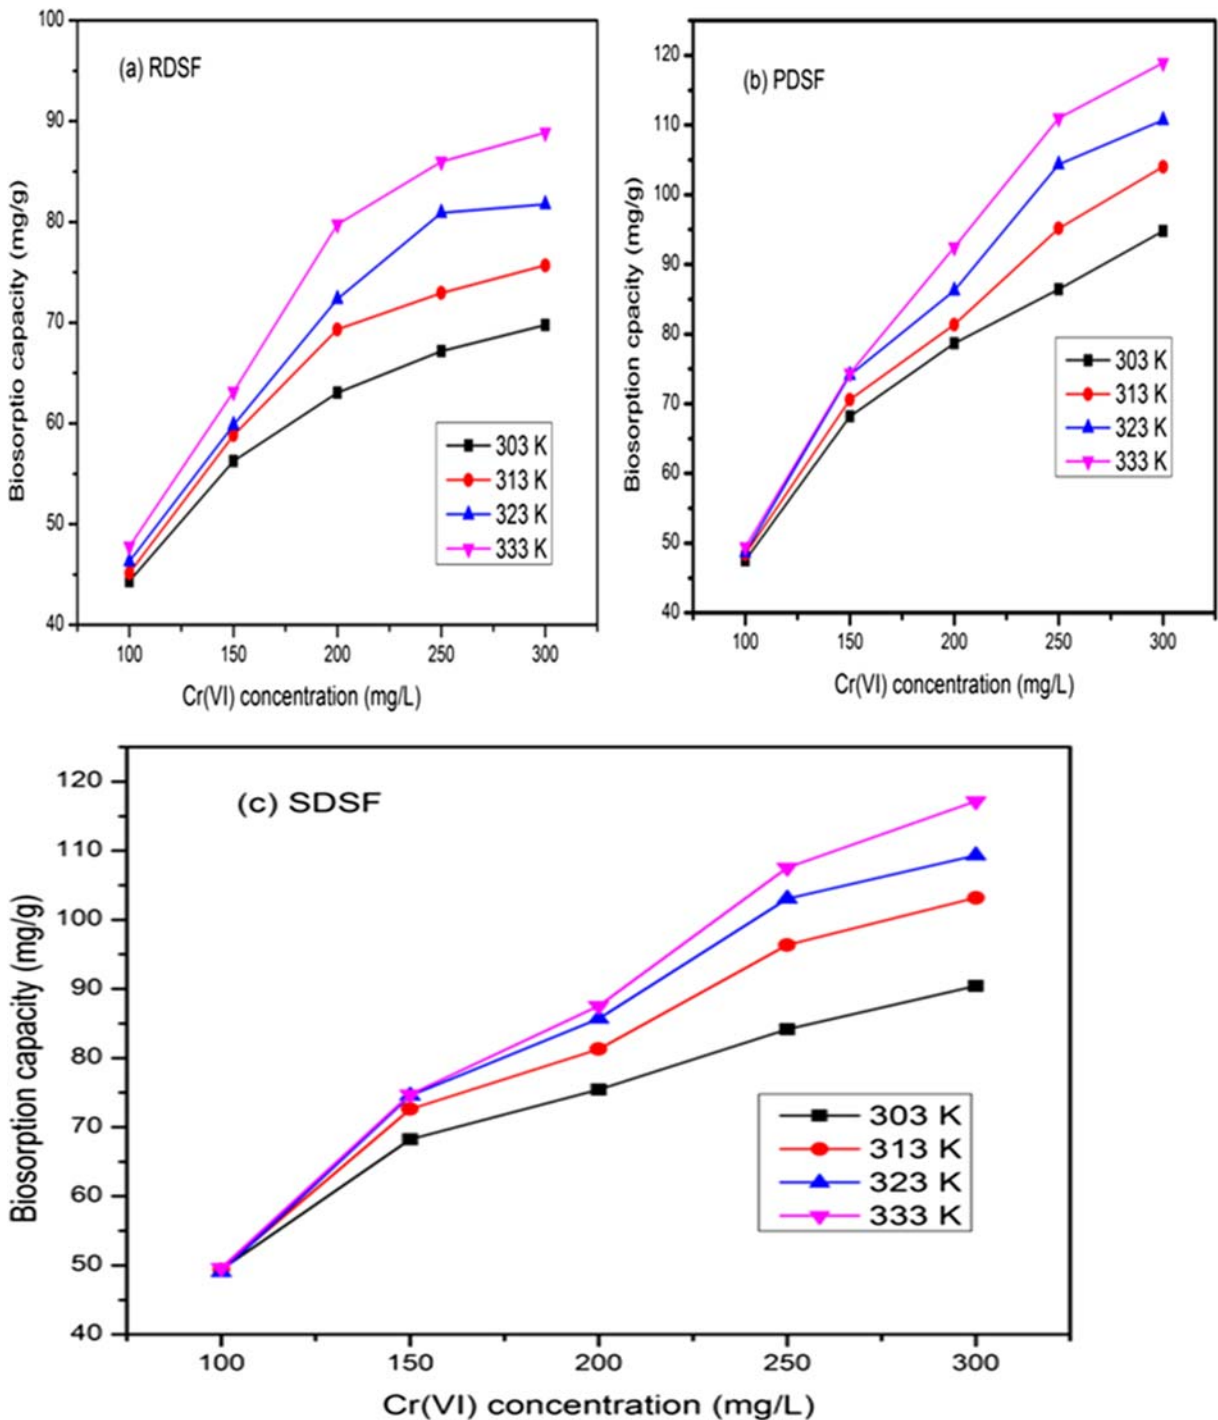 (a) RDSF
Biosorptio capacity (mg/g)
100
90
80
70
60
50
40
303 K
313 K
323 K
333 K
100 150 200 250 300
Cr(VI) concentration (mg/L)
(b) PDSF
Biosorption cpacity (mg/g)
120
110
100
90
80
70
60
50
40
303 K
313 K
323 K
333 K
100 150 200 250 300
Cr(VI) concentration (mg/L)
(c) SDSF
Biosorption capacity (mg/g)
120
110
100
90
80
70
60
50
40
303 K
313 K
323 K
333 K
100 150 200 250 300
Cr(VI) concentration (mg/L)